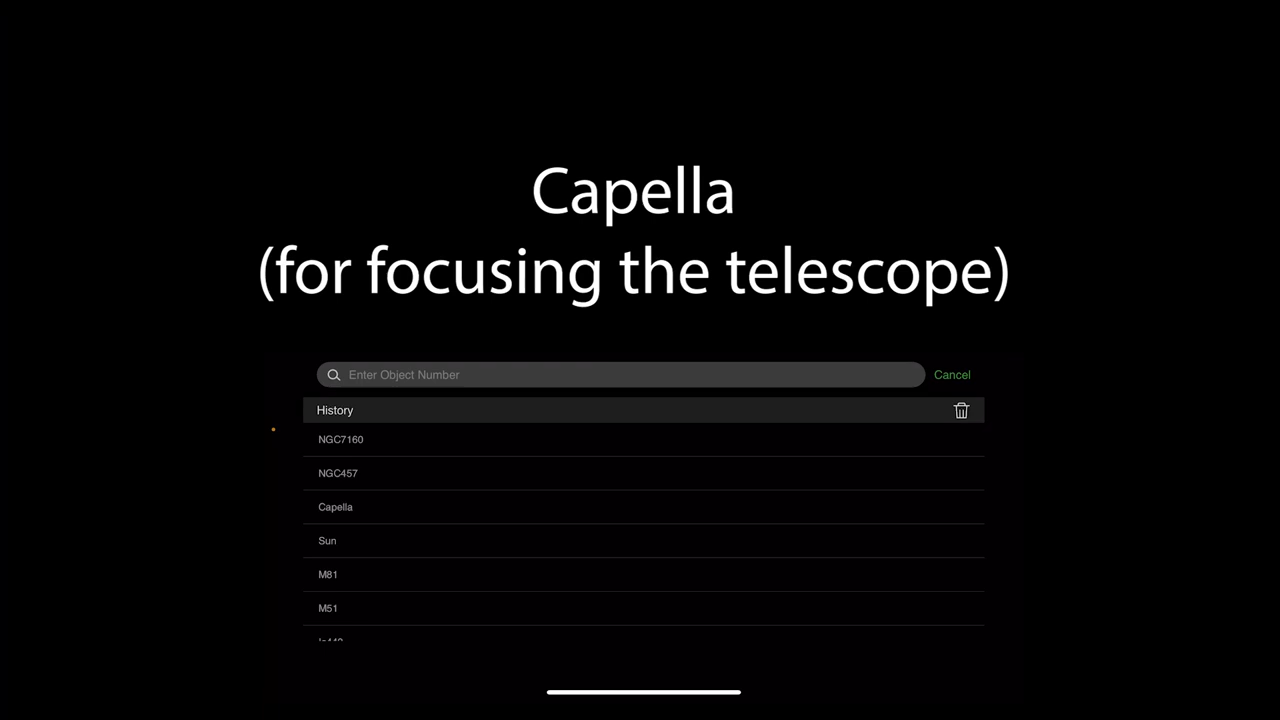 Capella
(for focusing the telescope)
Enter Object Number
Cancel
History
NGC7160
NGC457
Capella
Sun
M81
M51